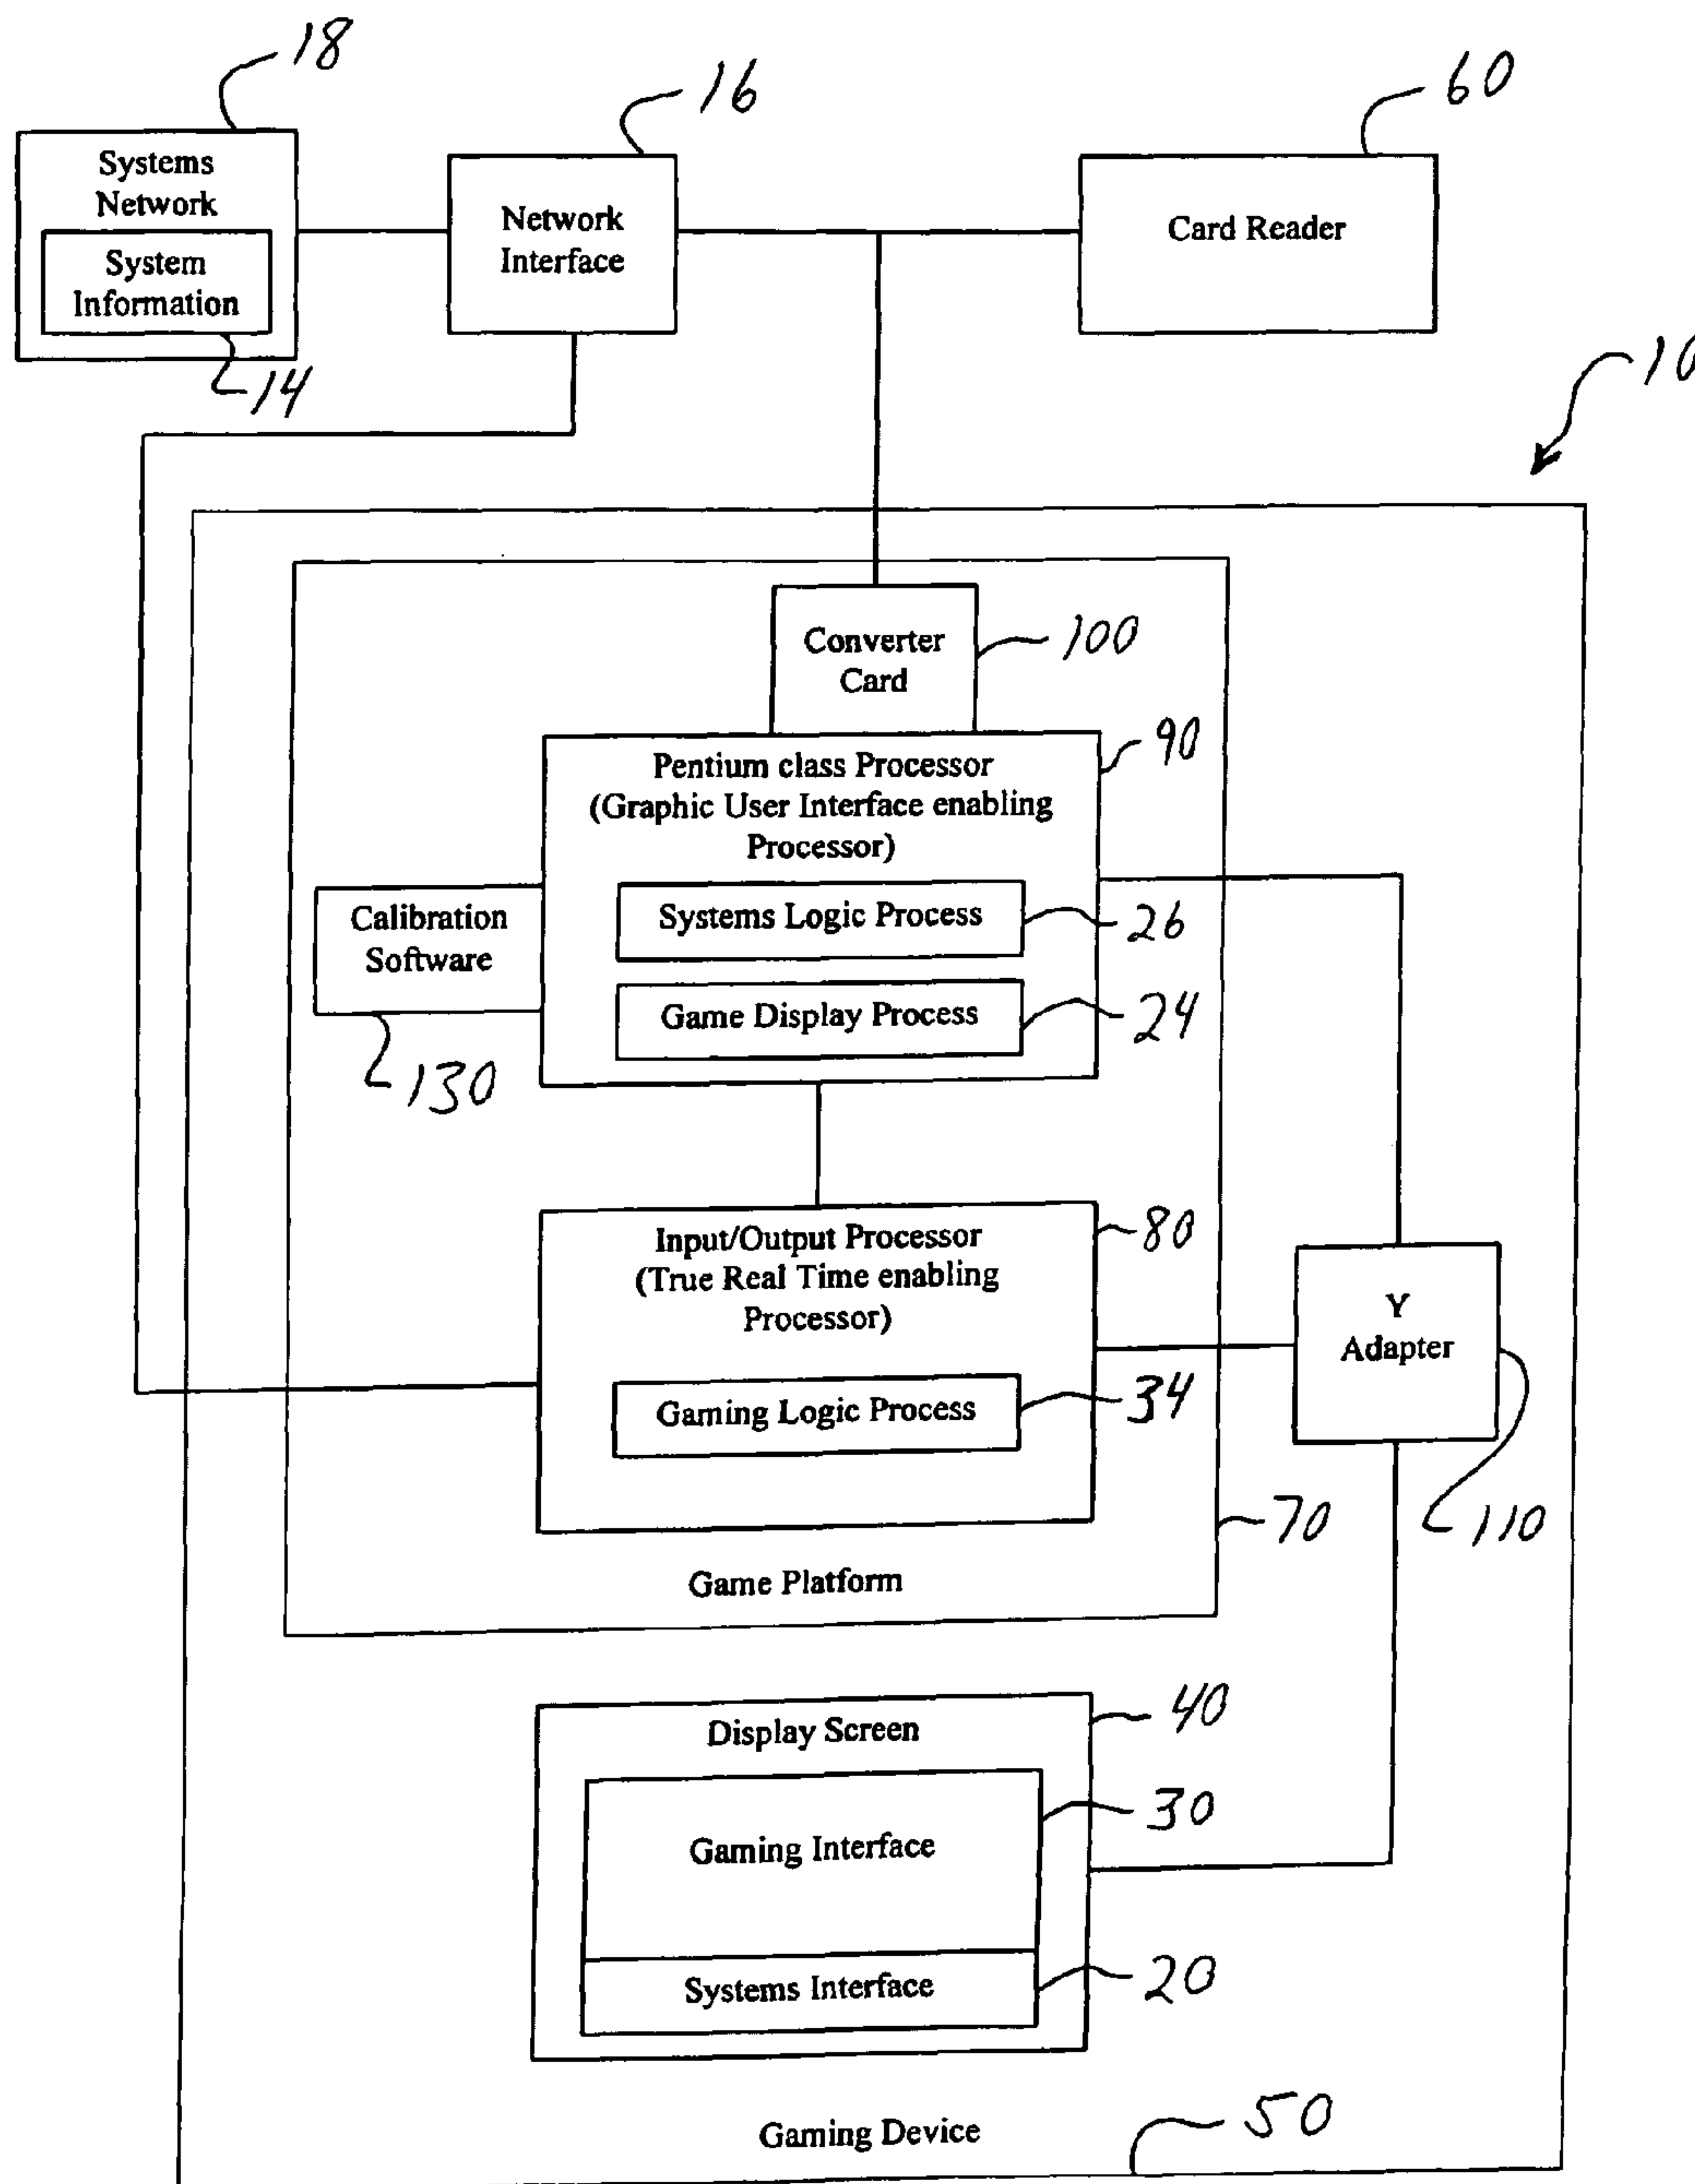 18
16
60
Systems
Network
System
Information
14
Network
Interface
Card Reader
10
Converter
Card
100
Pentium class Processor
(Graphic User Interface enabling
Processor)
90
Systems Logic Process
26
Game Display Process
24
Calibration
Software
130
Input/Output Processor
(True Real Time enabling
Processor)
80
Gaming Logic Process
34
Y
Adapter
110
70
Game Platform
Display Screen
40
Gaming Interface
30
Systems Interface
20
Gaming Device
50